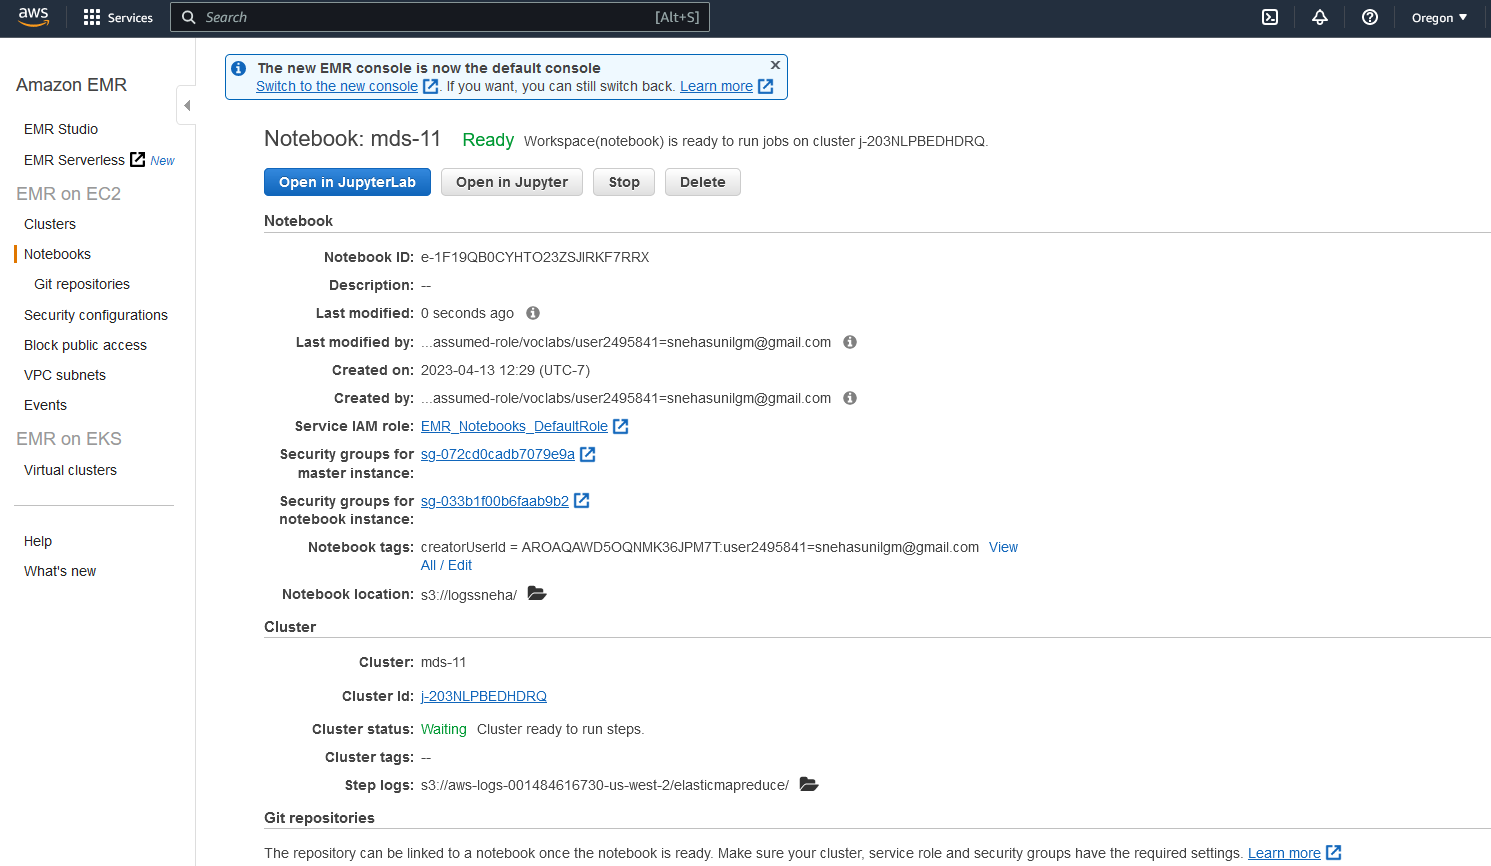 aws
Services
Search
[Alt+S]
Oregon
Amazon EMR
EMR Studio
EMR Serverless New
EMR on EC2
Clusters
Notebooks
Git repositories
Security configurations
Block public access
VPC subnets
Events
EMR on EKS
Virtual clusters
Help
What's new
The new EMR console is now the default console
Switch to the new console. If you want, you can still switch back. Learn more
Notebook: mds-11 Ready Workspace(notebook) is ready to run jobs on cluster j-203NLPBEDHDRQ.
Open in JupyterLab Open in Jupyter Stop Delete
Notebook
Notebook ID: e-1F19QB0CYHTO23ZSJIRKF7RRX
Description: --
Last modified: 0 seconds ago
Last modified by: ...assumed-role/voclabs/user2495841=snehasunilgm@gmail.com
Created on: 2023-04-13 12:29 (UTC-7)
Created by: ...assumed-role/voclabs/user2495841=snehasunilgm@gmail.com
Service IAM role: EMR_Notebooks_DefaultRole
Security groups for master instance: sg-072cd0cadb7079e9a
Security groups for notebook instance: sg-033b1f00b6faab9b2
Notebook tags: creatorUserId = AROAQAWD5OQNMK36JPM7T:user2495841=snehasunilgm@gmail.com View
All / Edit
Notebook location: s3://logssneha/
Cluster
Cluster: mds-11
Cluster Id: j-203NLPBEDHDRQ
Cluster status: Waiting Cluster ready to run steps.
Cluster tags: --
Step logs: s3://aws-logs-001484616730-us-west-2/elasticmapreduce/
Git repositories
The repository can be linked to a notebook once the notebook is ready. Make sure your cluster, service role and security groups have the required settings. Learn more